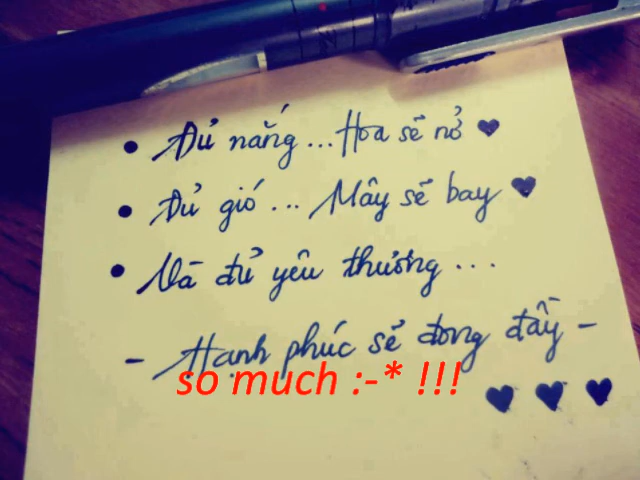 • Đủ nắng... Hoa sẽ nở ♥
• Đủ gió... Mây sẽ bay ♥
• Và đủ yêu thương...
- Hạnh phúc sẽ đong đầy -
so much :-* !!!
♥ ♥ ♥